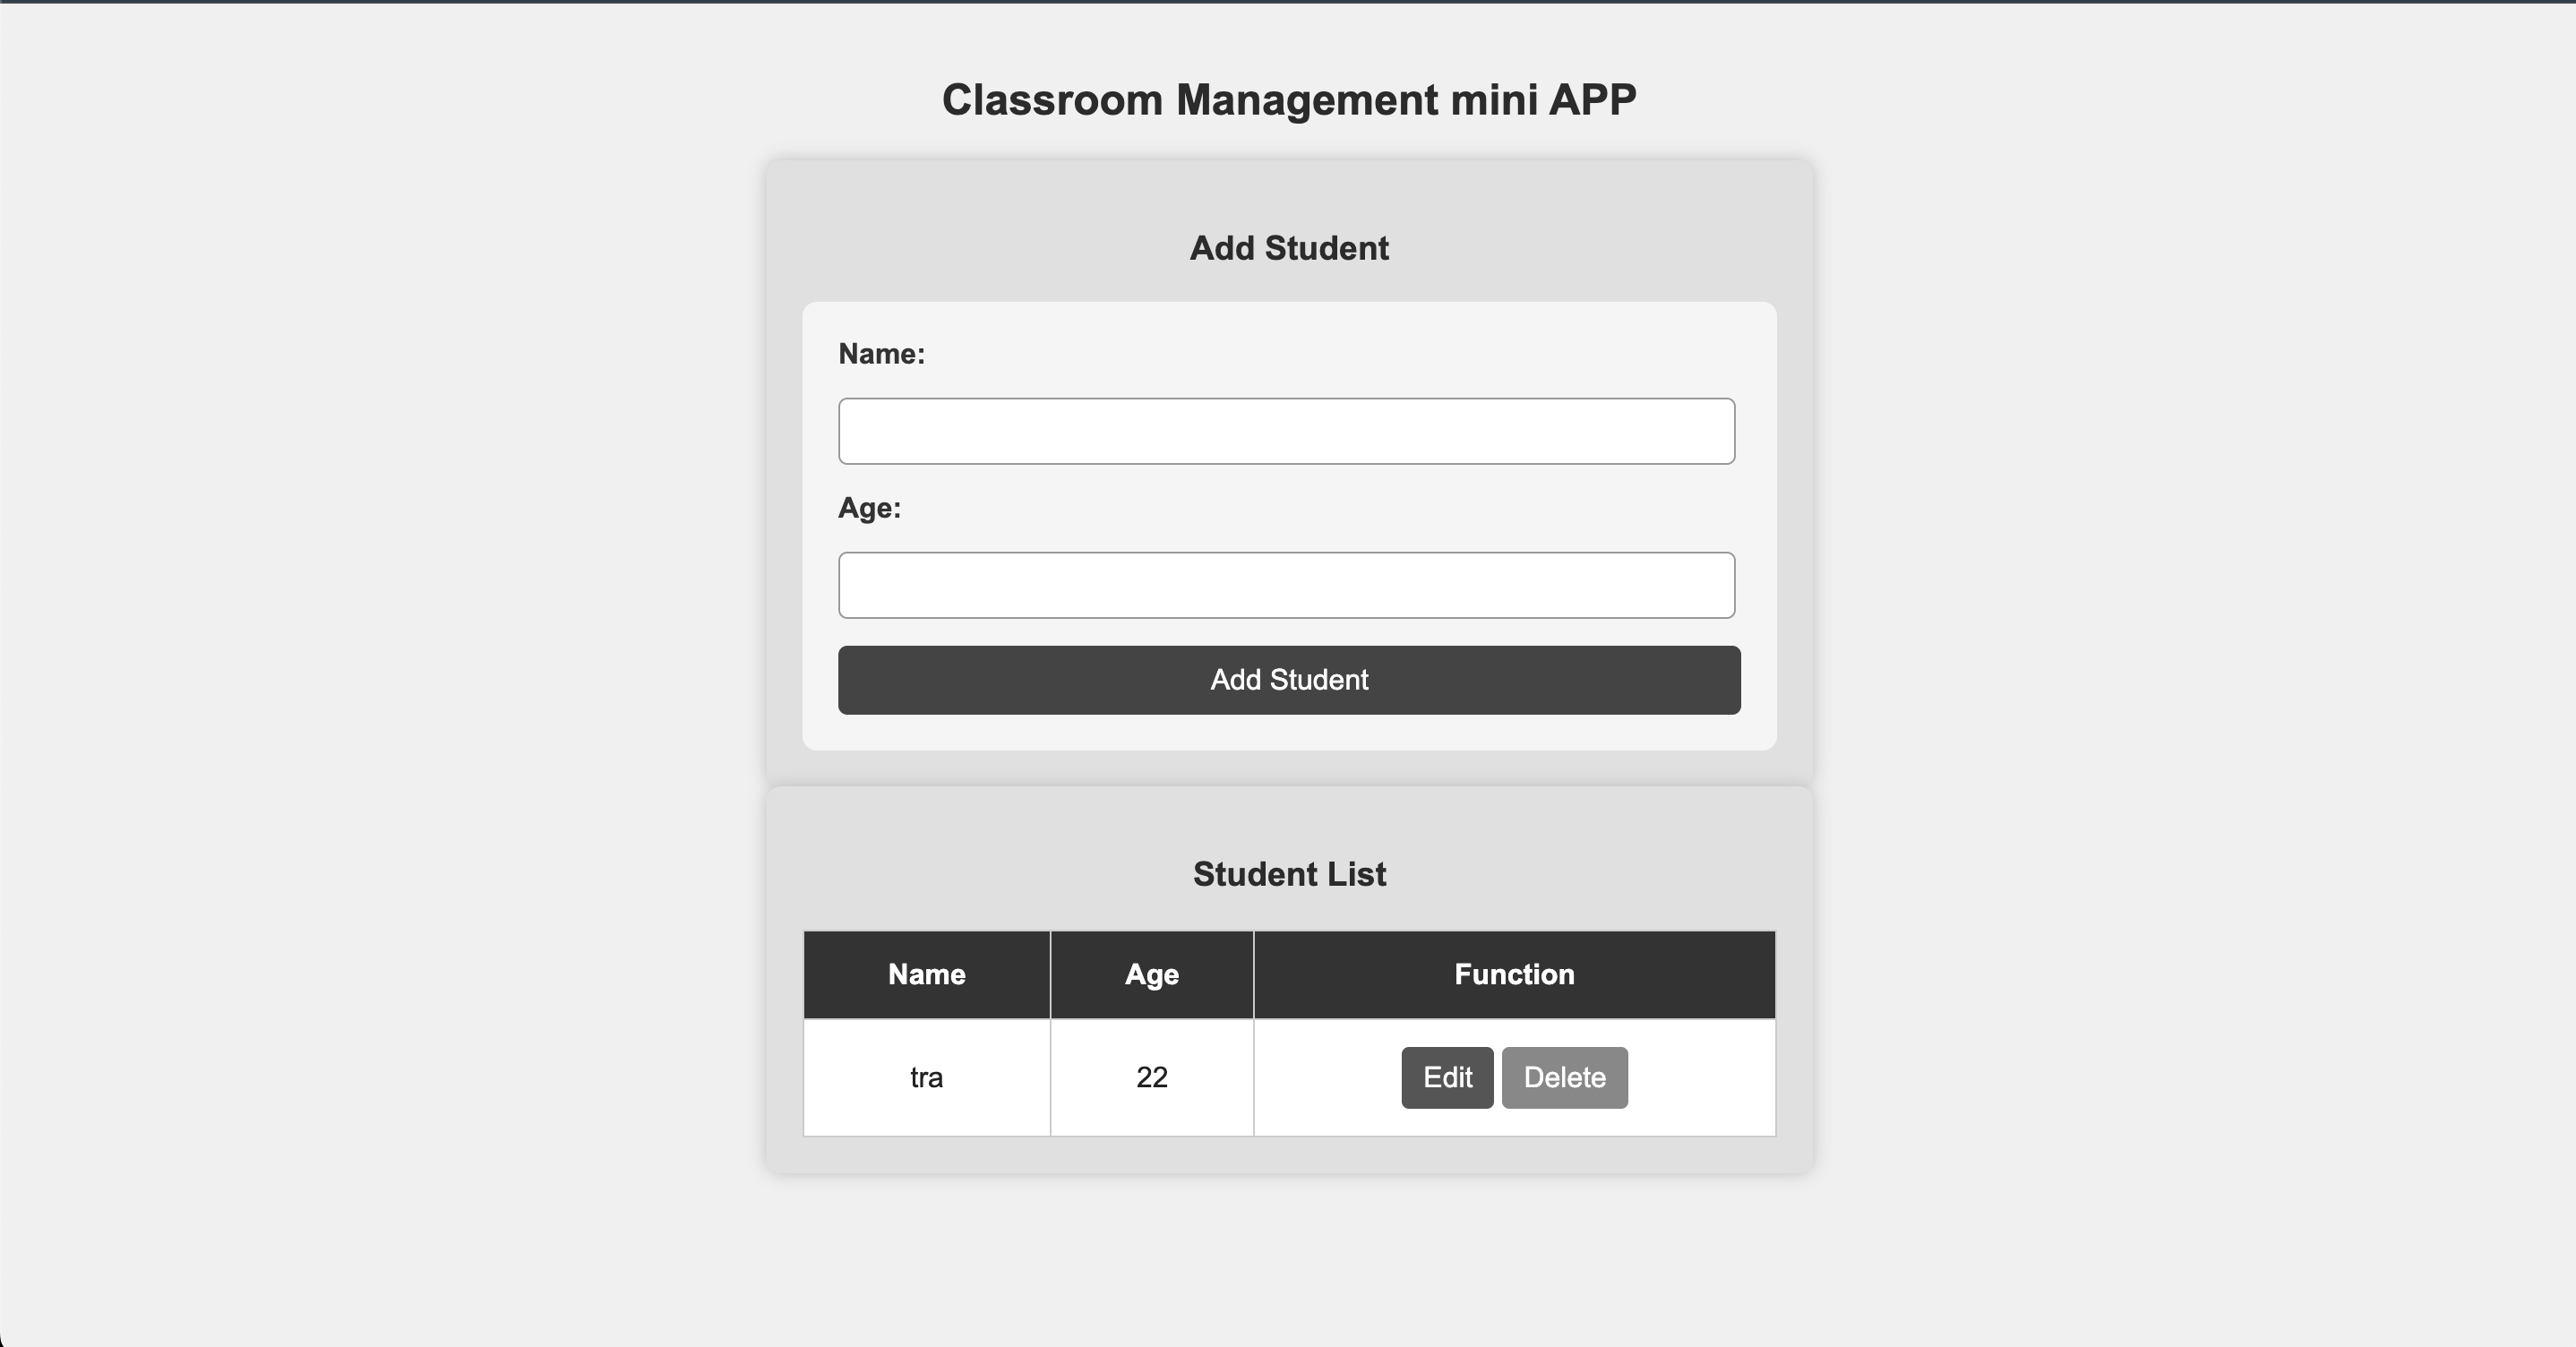 Classroom Management mini APP
Add Student
Name:
Age:
Add Student
Student List
Name Age Function
tra 22 Edit Delete